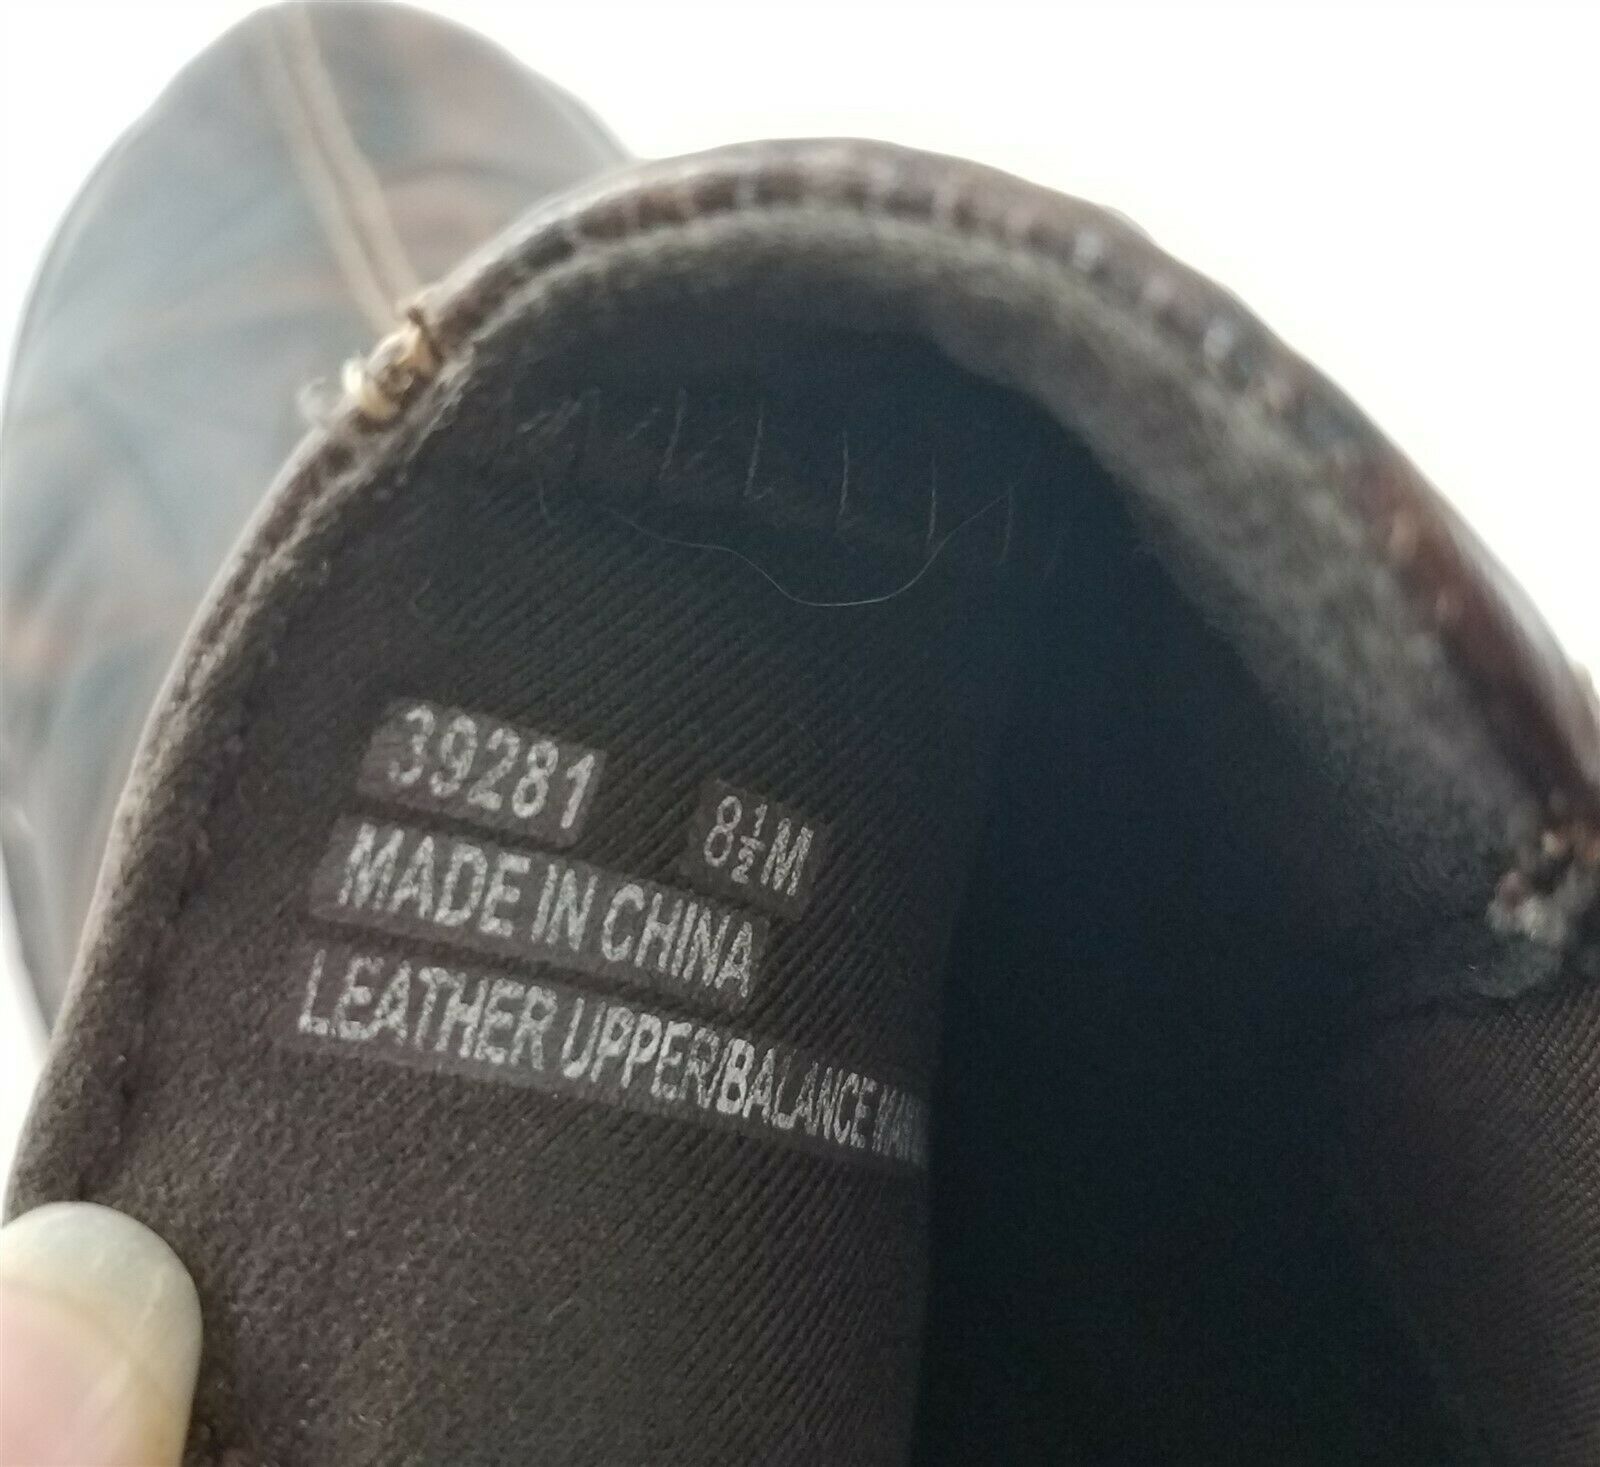 39281 8½M
MADE IN CHINA
LEATHER UPPER/BALANCE